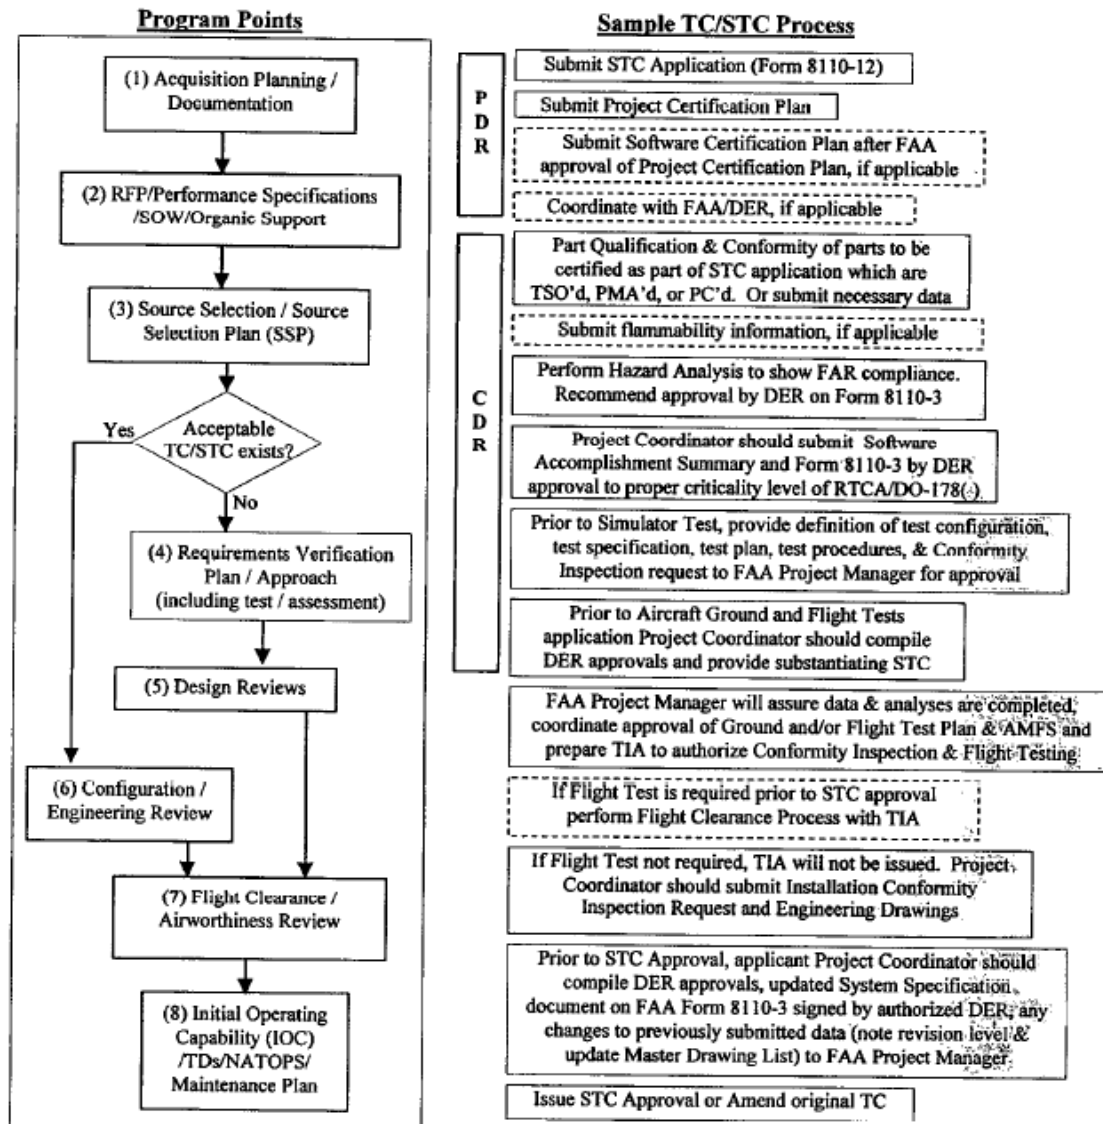 Program Points
(1) Acquisition Planning /
Documentation
(2) RFP/Performance Specifications
/SOW/Organic Support
(3) Source Selection / Source
Selection Plan (SSP)
Yes
Acceptable
TC/STC exists?
No
(4) Requirements Verification
Plan / Approach
(including test / assessment)
(5) Design Reviews
(6) Configuration /
Engineering Review
(7) Flight Clearance /
Airworthiness Review
(8) Initial Operating
Capability (IOC)
/TDs/NATOPS/
Maintenance Plan
Sample TC/STC Process
P
D
R
Submit STC Application (Form 8110-12)
Submit Project Certification Plan
Submit Software Certification Plan after FAA
approval of Project Certification Plan, if applicable
Coordinate with FAA/DER, if applicable
C
D
R
Part Qualification & Conformity of parts to be
certified as part of STC application which are
TSO'd, PMA'd, or PC'd. Or submit necessary data
Submit flammability information, if applicable
Perform Hazard Analysis to show FAR compliance.
Recommend approval by DER on Form 8110-3
Project Coordinator should submit Software
Accomplishment Summary and Form 8110-3 by DER
approval to proper criticality level of RTCA/DO-178(-)
Prior to Simulator Test, provide definition of test configuration,
test specification, test plan, test procedures, & Conformity
Inspection request to FAA Project Manager for approval
Prior to Aircraft Ground and Flight Tests
application Project Coordinator should compile
DER approvals and provide substantiating STC
FAA Project Manager will assure data & analyses are completed,
coordinate approval of Ground and/or Flight Test Plan & AMFS and
prepare TIA to authorize Conformity Inspection & Flight Testing
If Flight Test is required prior to STC approval
perform Flight Clearance Process with TIA
If Flight Test not required, TIA will not be issued. Project
Coordinator should submit Installation Conformity
Inspection Request and Engineering Drawings
Prior to STC Approval, applicant Project Coordinator should
compile DER approvals, updated System Specification
document on FAA Form 8110-3 signed by authorized DER, any
changes to previously submitted data (note revision level &
update Master Drawing List) to FAA Project Manager
Issue STC Approval or Amend original TC